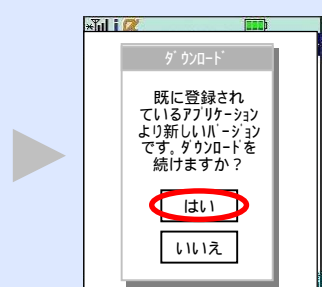 ﾀﾞｳﾝﾛｰﾄﾞ
既に登録され
ているｱﾌﾟﾘｹｰｼｮﾝ
より新しいﾊﾞｰｼﾞｮﾝ
です。ﾀﾞｳﾝﾛｰﾄﾞを
続けますか？
はい
いいえ